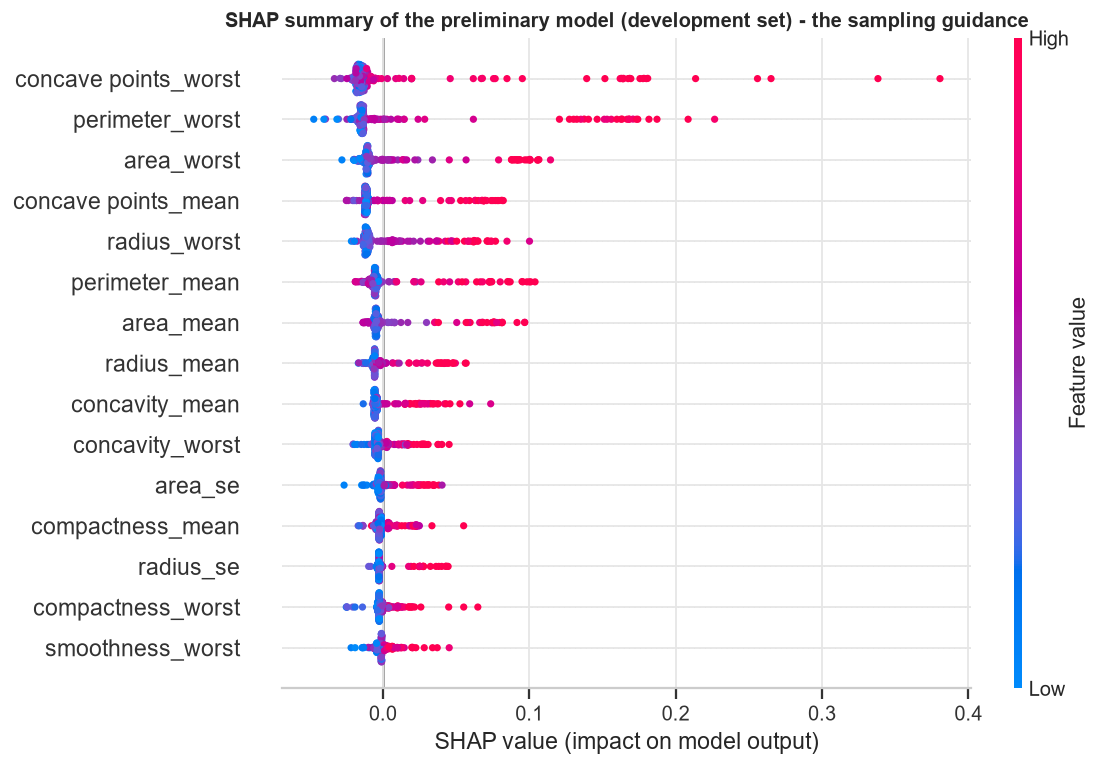 SHAP summary of the preliminary model (development set) - the sampling guidance
High
concave points_worst
perimeter_worst
area_worst
concave points_mean
radius_worst
perimeter_mean
area_mean
radius_mean
concavity_mean
concavity_worst
area_se
compactness_mean
radius_se
compactness_worst
smoothness_worst
Feature value
Low
0.0 0.1 0.2 0.3 0.4
SHAP value (impact on model output)